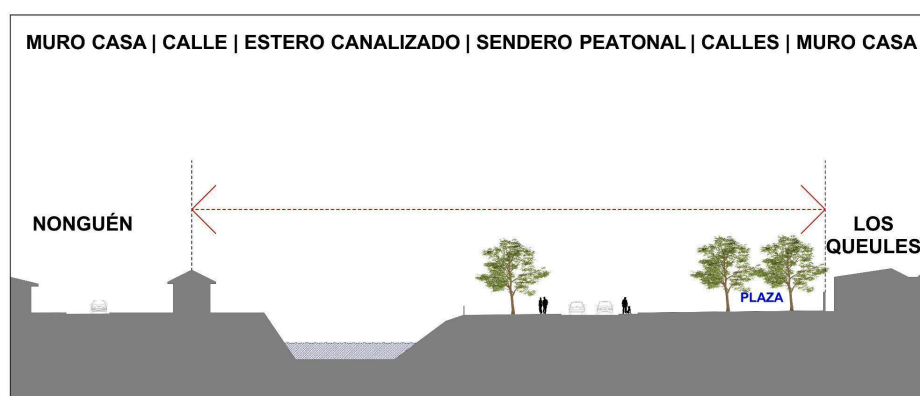 MURO CASA | CALLE | ESTERO CANALIZADO | SENDERO PEATONAL | CALLES | MURO CASA
NONGUÉN
LOS
QUEULES
PLAZA